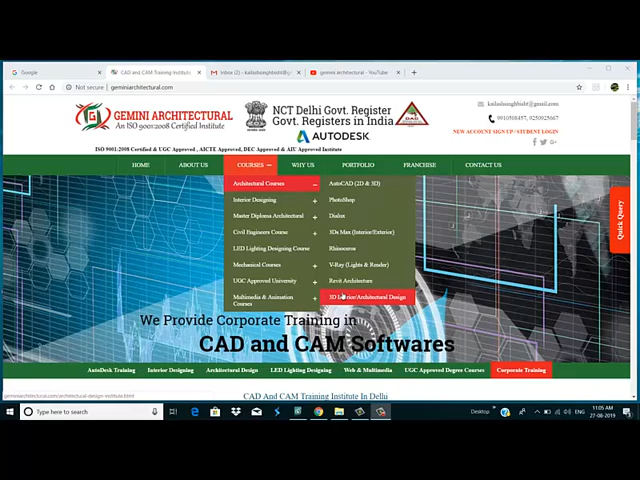 Google
CAD and CAM Training Institute
Inbox (2) - kailashsinghbisht@gm
gemini architectural - YouTube
Not secure | geminiarchitectural.com
kailashsinghbisht@gmail.com
GEMINI ARCHITECTURAL
An ISO 9001:2008 Certified Institute
NCT Delhi Govt. Register
Govt. Registers in India
AUTODESK
9910508457, 9250025667
NEW ACCOUNT SIGN UP / STUDENT LOGIN
ISO 9001-2008 Certified & UGC Approved , AICTE Approved, DEC Approved & AIU Approved Institute
HOME ABOUT US COURSES WHY US PORTFOLIO FRANCHISE CONTACT US
Architectural Courses
Interior Designing
Master Diploma Architectural
Civil Engineers Course
LED Lighting Designing Course
Mechanical Courses
UGC Approved University
Multimedia & Animation
Courses
AutoCAD (2D & 3D)
PhotoShop
Dialux
3Ds Max (Interior/Exterior)
Rhinoceros
V-Ray (Lights & Render)
Revit Architecture
3D Interior/Architectural Design
Quick Query
We Provide Corporate Training in
CAD and CAM Softwares
AutoDesk Training Interior Designing Architectural Design LED Lighting Designing Web & Multimedia UGC Approved Degree Courses Corporate Training
geminiarchitectural.com/architectural-design-institute.html
CAD And CAM Training Institute In Delhi
Type here to search
Desktop
ENG
11:05 AM
27-08-2019